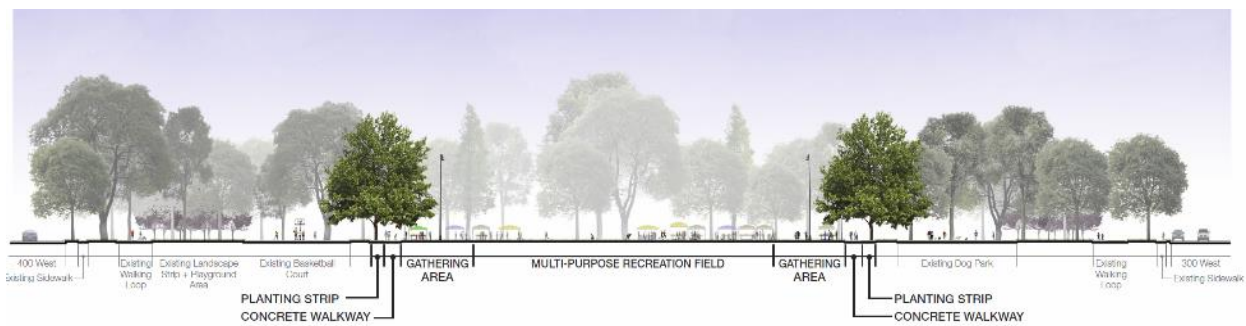 400 West
Existing Sidewalk
Existing
Walking
Loop
Existing Landscape
Strip + Playground
Area
Existing Basketball
Court
GATHERING
AREA
MULTI-PURPOSE RECREATION FIELD
GATHERING
AREA
Existing Dog Park
Existing
Walking
Loop
300 West
Existing Sidewalk
PLANTING STRIP
CONCRETE WALKWAY
PLANTING STRIP
CONCRETE WALKWAY